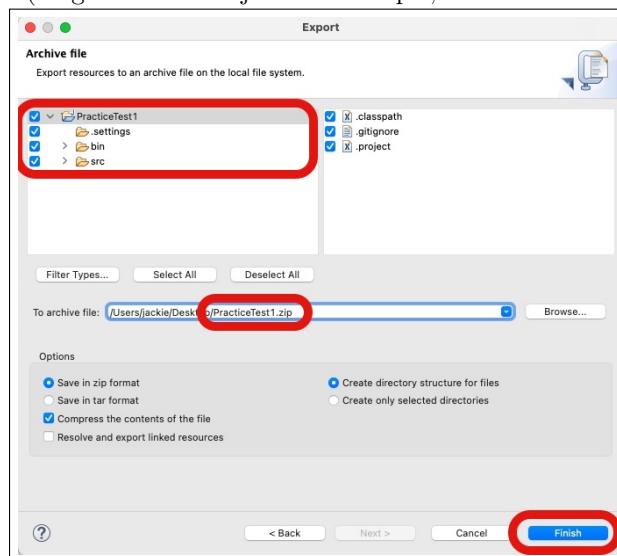 Export
Archive file
Export resources to an archive file on the local file system.
PracticeTest1
.settings
bin
src
.classpath
.gitignore
.project
Filter Types...
Select All
Deselect All
To archive file:
/Users/jackie/Desktop/PracticeTest1.zip
Browse...
Options
Save in zip format
Create directory structure for files
Save in tar format
Create only selected directories
Compress the contents of the file
Resolve and export linked resources
?
< Back
Next >
Cancel
Finish